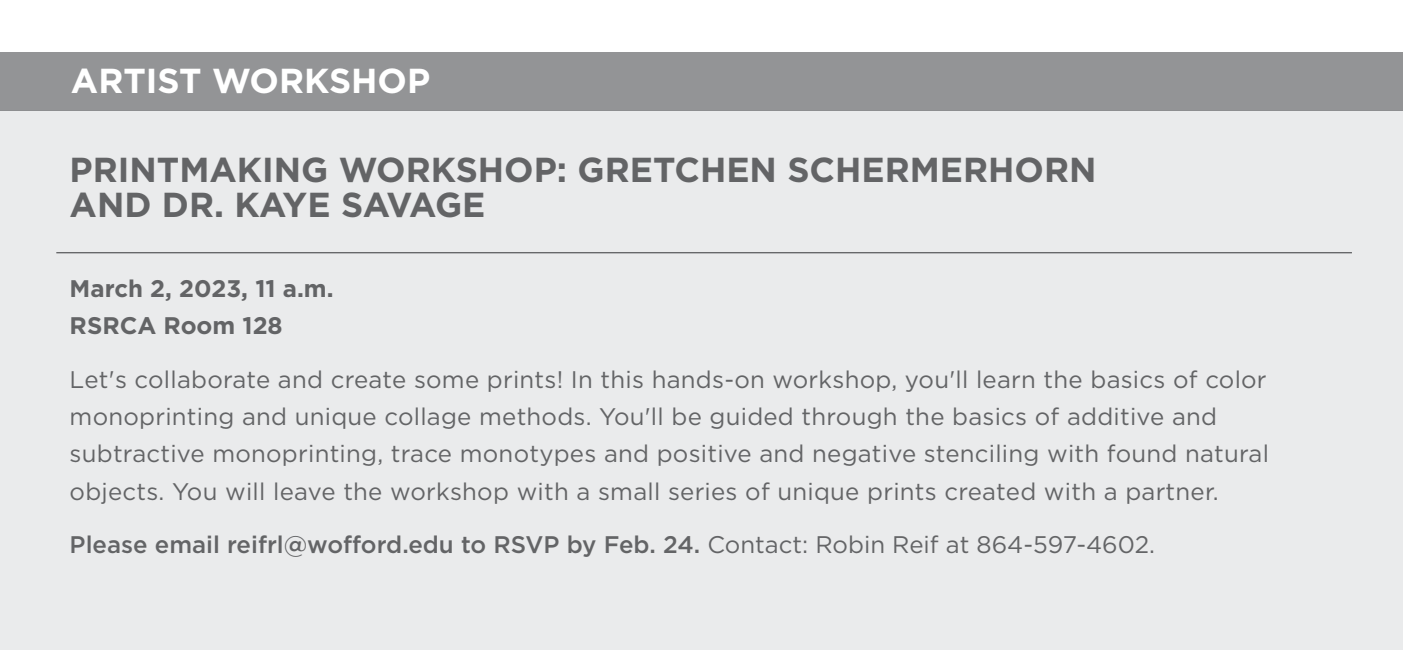 ARTIST WORKSHOP
PRINTMAKING WORKSHOP: GRETCHEN SCHERMERHORN
AND DR. KAYE SAVAGE
March 2, 2023, 11 a.m.
RSRCA Room 128
Let's collaborate and create some prints! In this hands-on workshop, you'll learn the basics of color
monoprinting and unique collage methods. You'll be guided through the basics of additive and
subtractive monoprinting, trace monotypes and positive and negative stenciling with found natural
objects. You will leave the workshop with a small series of unique prints created with a partner.
Please email reifrl@wofford.edu to RSVP by Feb. 24. Contact: Robin Reif at 864-597-4602.